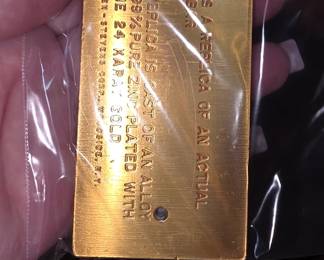 S A REPLICA OF AN ACTUAL
REPLICA IS CAST OF AN ALLOY
PURE ZINC PLATED WITH
E 24 KARAT GOLD
STEVENS CORP. N.Y.